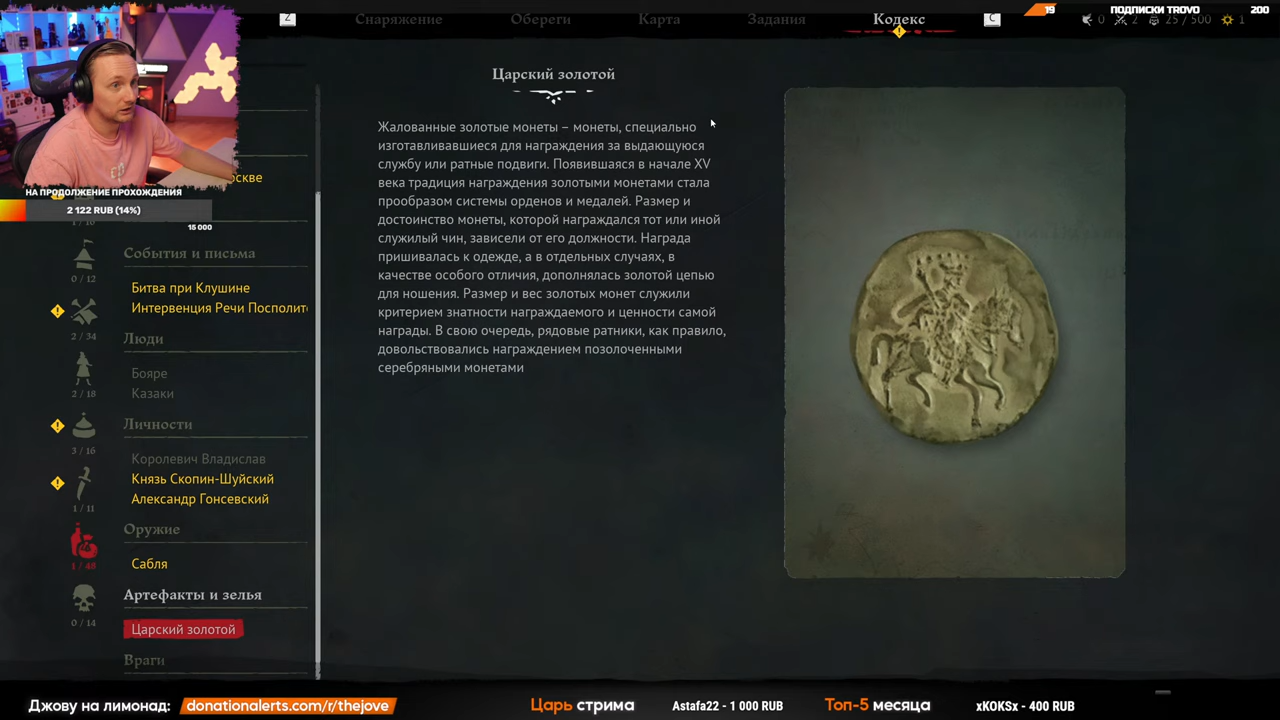 Z
Снаряжение
Обереги
Карта
Задания
Кодекс
C
19
ПОДПИСКИ TROVO
200
0
2
25 / 500
1
НА ПРОДОЛЖЕНИЕ ПРОХОЖДЕНИЯ
2 122 RUB (14%)
15 000
оскве
0 / 12
События и письма
Битва при Клушине
Интервенция Речи Посполит
2 / 34
Люди
Бояре
Казаки
2 / 18
Личности
3 / 16
Королевич Владислав
Князь Скопин-Шуйский
Александр Гонсевский
1 / 11
Оружие
Сабля
1 / 48
Артефакты и зелья
0 / 14
Царский золотой
Враги
Царский золотой
Жалованные золотые монеты – монеты, специально
изготавливавшиеся для награждения за выдающуюся
службу или ратные подвиги. Появившаяся в начале XV
века традиция награждения золотыми монетами стала
прообразом системы орденов и медалей. Размер и
достоинство монеты, которой награждался тот или иной
служилый чин, зависели от его должности. Награда
пришивалась к одежде, а в отдельных случаях, в
качестве особого отличия, дополнялась золотой цепью
для ношения. Размер и вес золотых монет служили
критерием знатности награждаемого и ценности самой
награды. В свою очередь, рядовые ратники, как правило,
довольствовались награждением позолоченными
серебряными монетами
Джову на лимонад: donationalerts.com/r/thejove
Царь стрима
Astafa22 - 1 000 RUB
Топ-5 месяца
xKOKSx - 400 RUB